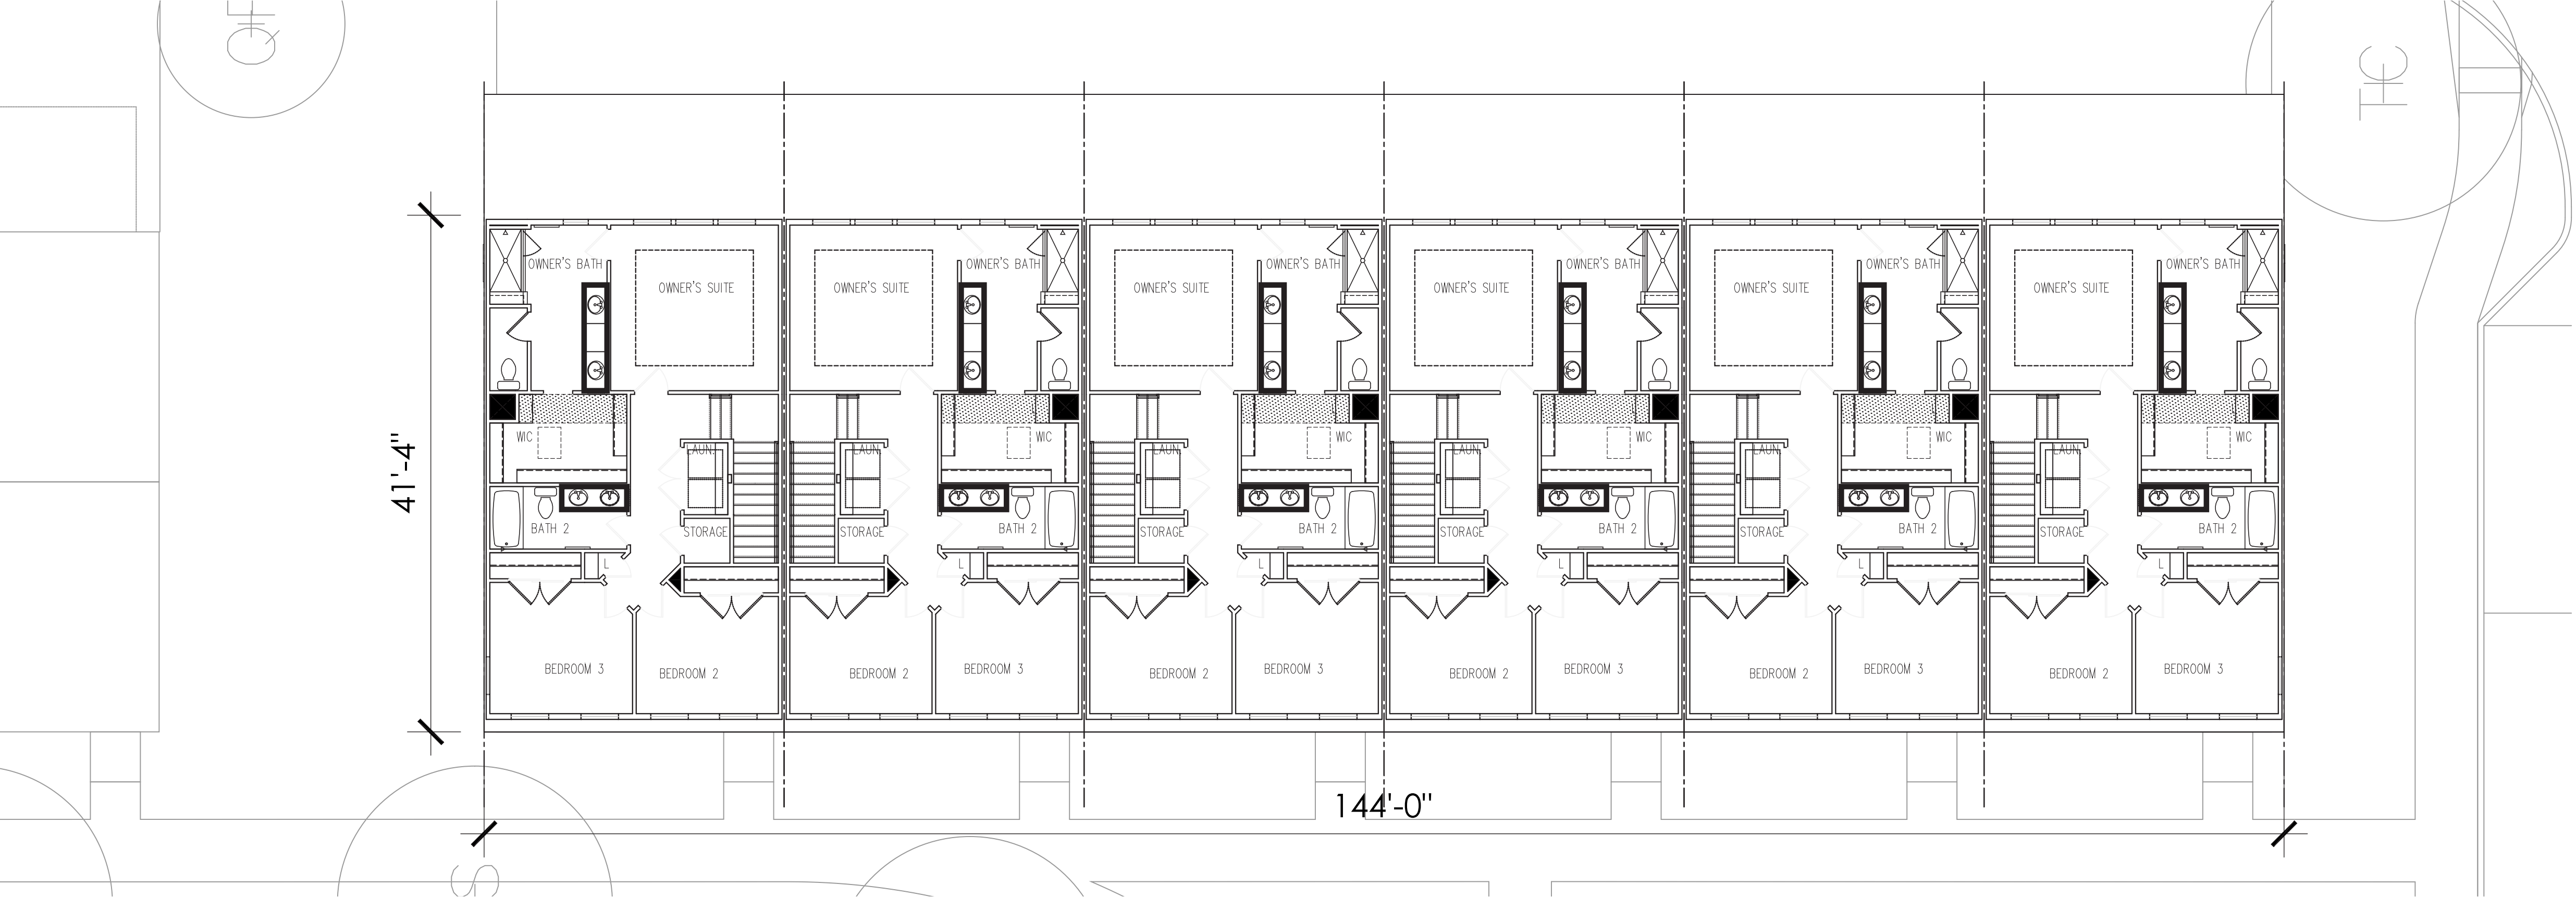 OWNER'S BATH OWNER'S BATH OWNER'S BATH OWNER'S BATH OWNER'S BATH OWNER'S BATH
OWNER'S SUITE OWNER'S SUITE OWNER'S SUITE OWNER'S SUITE OWNER'S SUITE OWNER'S SUITE
WIC WIC WIC WIC WIC WIC
LAUN. LAUN. LAUN. LAUN. LAUN. LAUN.
41'-4"
BATH 2 BATH 2 BATH 2 BATH 2 BATH 2 BATH 2
STORAGE STORAGE STORAGE STORAGE STORAGE STORAGE
L L L L L L
BEDROOM 3 BEDROOM 2 BEDROOM 2 BEDROOM 3 BEDROOM 2 BEDROOM 3 BEDROOM 2 BEDROOM 3 BEDROOM 2 BEDROOM 3 BEDROOM 2 BEDROOM 3
144'-0"
S